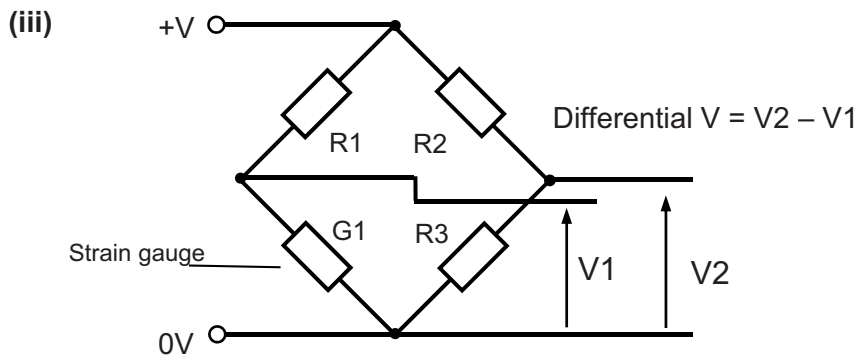 (iii)
+V
Differential V = V2 – V1
R1
R2
G1
R3
Strain gauge
V1
V2
0V